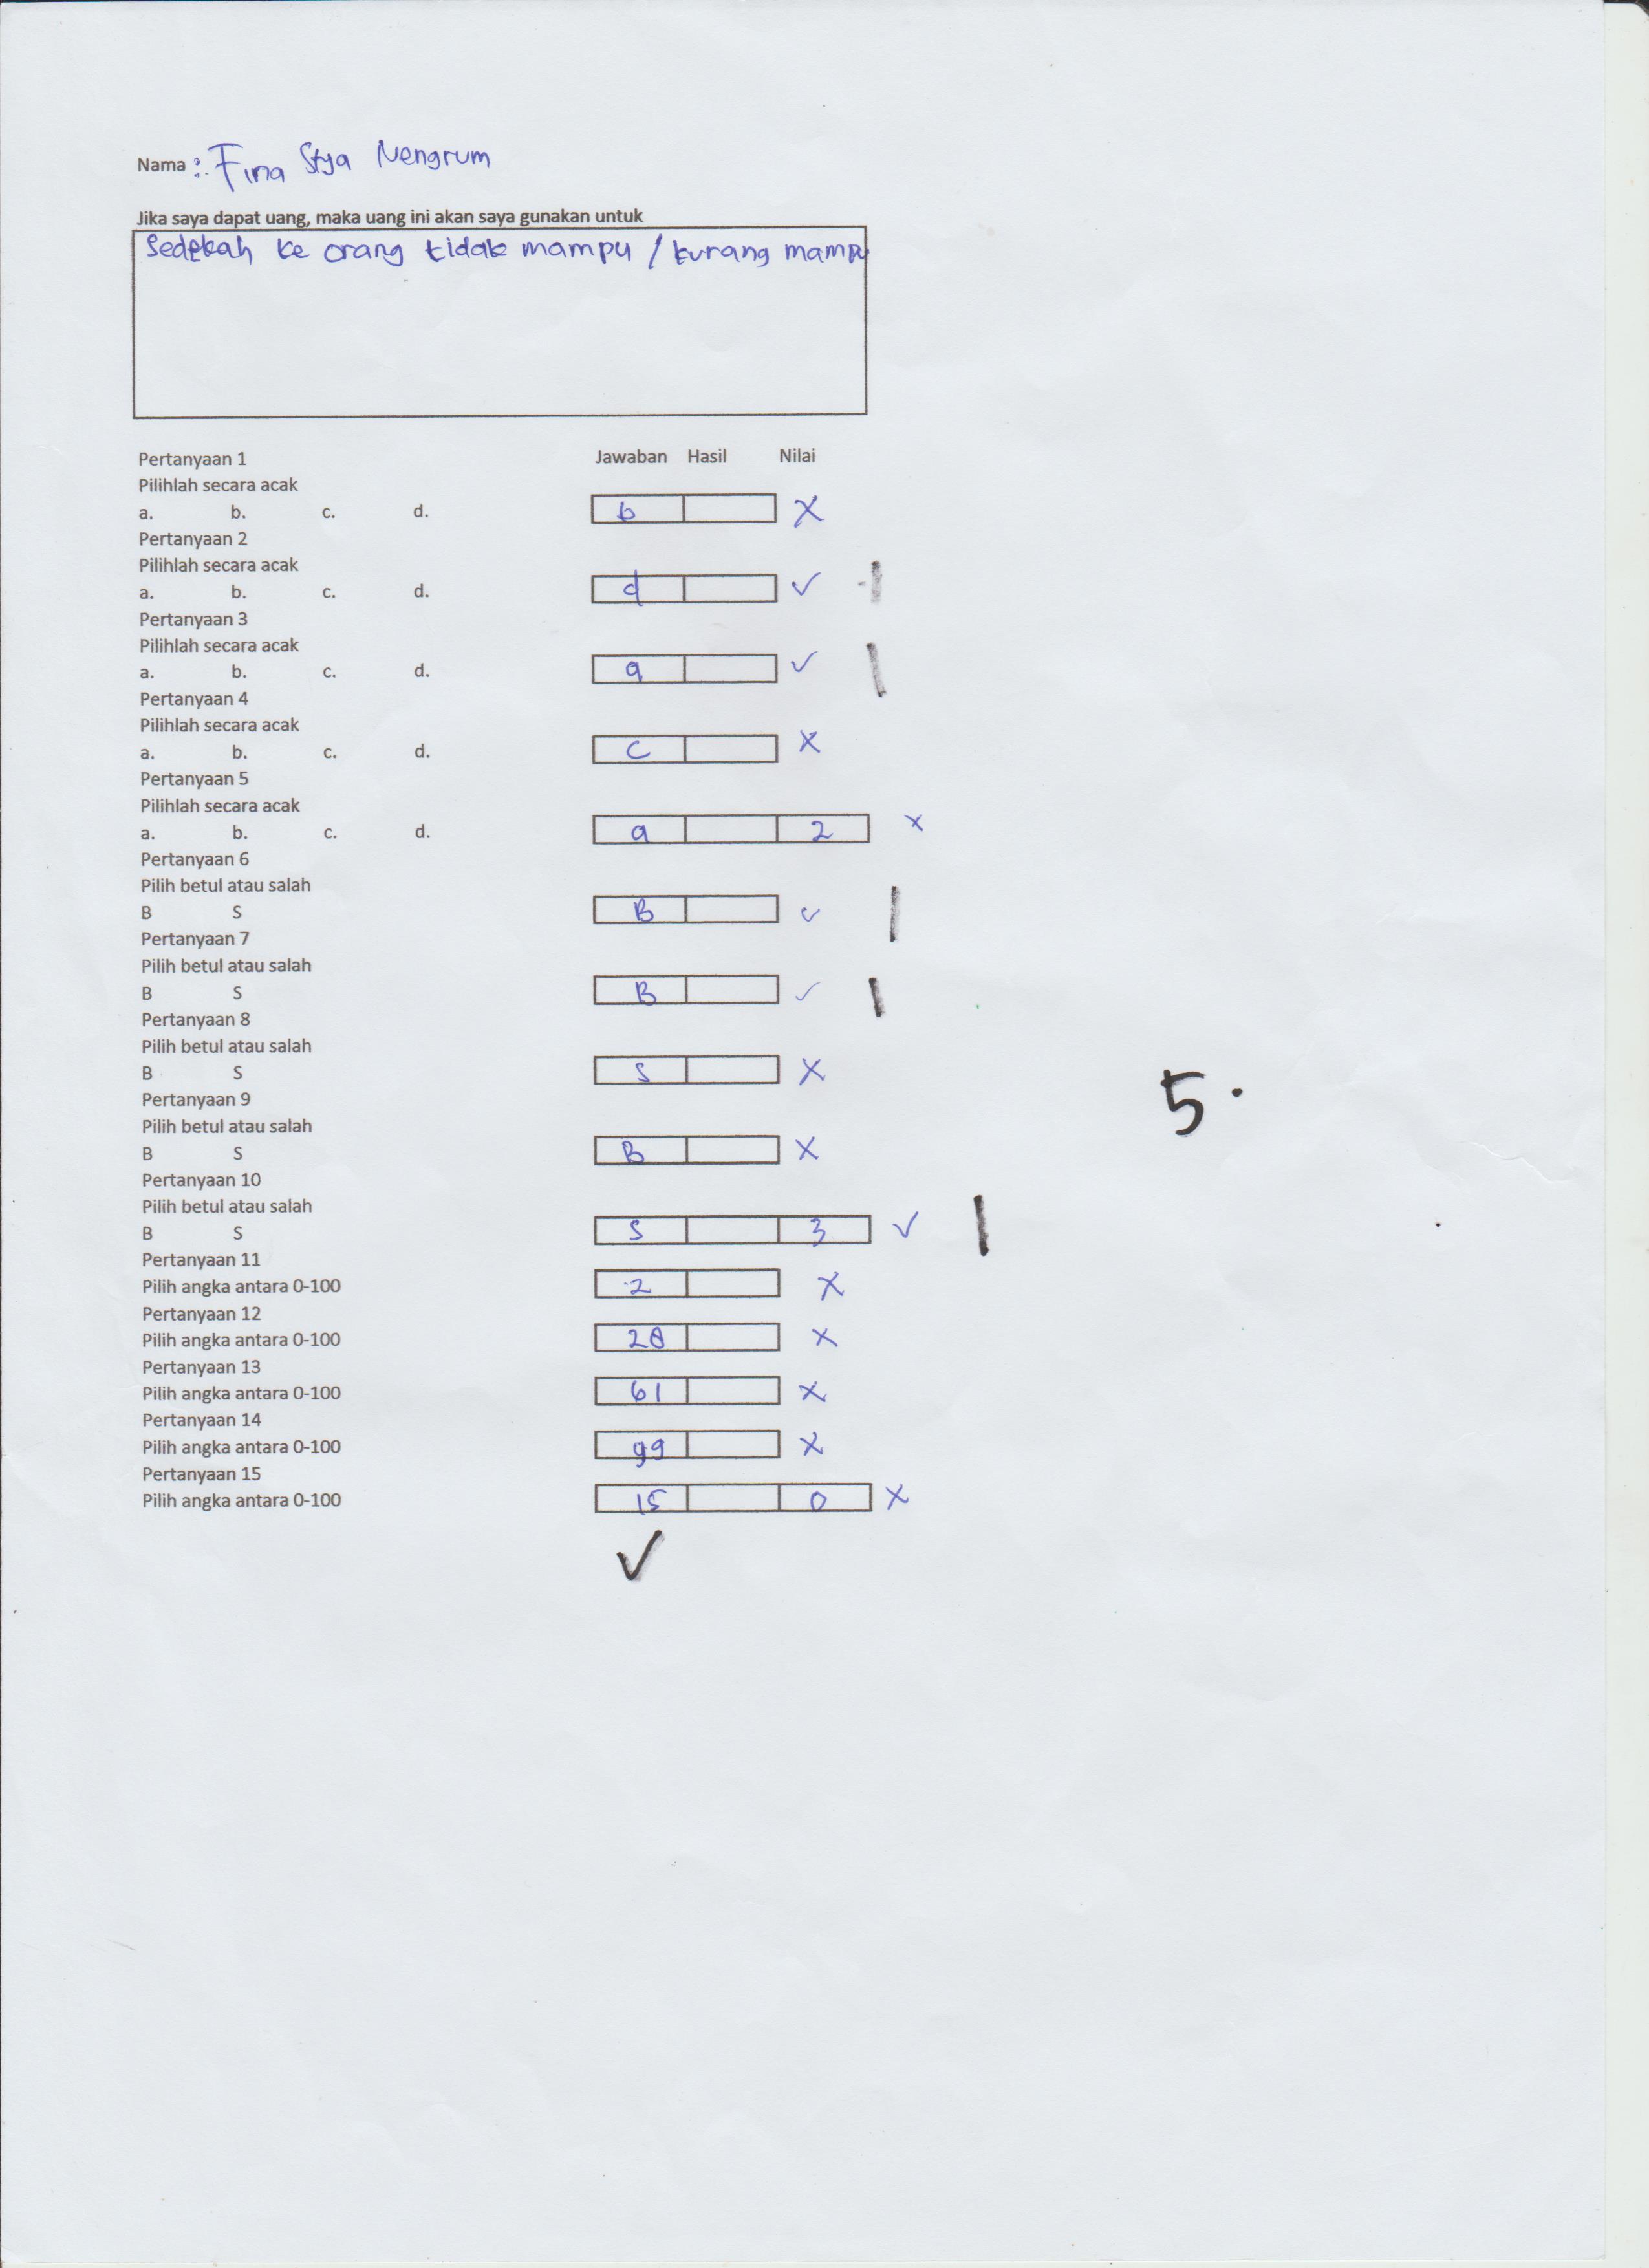 Nama : Fina Stya Nengrum
Jika saya dapat uang, maka uang ini akan saya gunakan untuk
Sedekah ke orang tidak mampu / kurang mampu
Pertanyaan 1 Jawaban Hasil Nilai
Pilihlah secara acak
a. b. c. d. b X
Pertanyaan 2
Pilihlah secara acak
a. b. c. d. d ✓ 1
Pertanyaan 3
Pilihlah secara acak
a. b. c. d. a ✓ 1
Pertanyaan 4
Pilihlah secara acak
a. b. c. d. c X
Pertanyaan 5
Pilihlah secara acak
a. b. c. d. a 2 X
Pertanyaan 6
Pilih betul atau salah
B S B ✓ 1
Pertanyaan 7
Pilih betul atau salah
B S B ✓ 1
Pertanyaan 8
Pilih betul atau salah
B S S X
Pertanyaan 9
Pilih betul atau salah
B S B X
Pertanyaan 10
Pilih betul atau salah
B S S 3 ✓ 1
Pertanyaan 11
Pilih angka antara 0-100 2 X
Pertanyaan 12
Pilih angka antara 0-100 28 X
Pertanyaan 13
Pilih angka antara 0-100 61 X
Pertanyaan 14
Pilih angka antara 0-100 99 X
Pertanyaan 15
Pilih angka antara 0-100 15 0 X
✓
5.